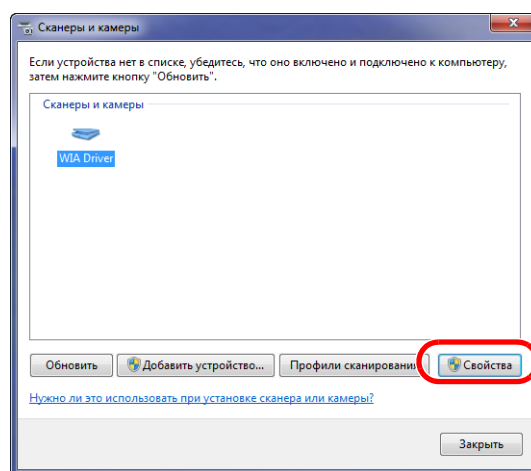 Сканеры и камеры
Если устройства нет в списке, убедитесь, что оно включено и подключено к компьютеру,
затем нажмите кнопку "Обновить".
Сканеры и камеры
WIA Driver
Обновить
Добавить устройство...
Профили сканирования
Свойства
Нужно ли это использовать при установке сканера или камеры?
Закрыть